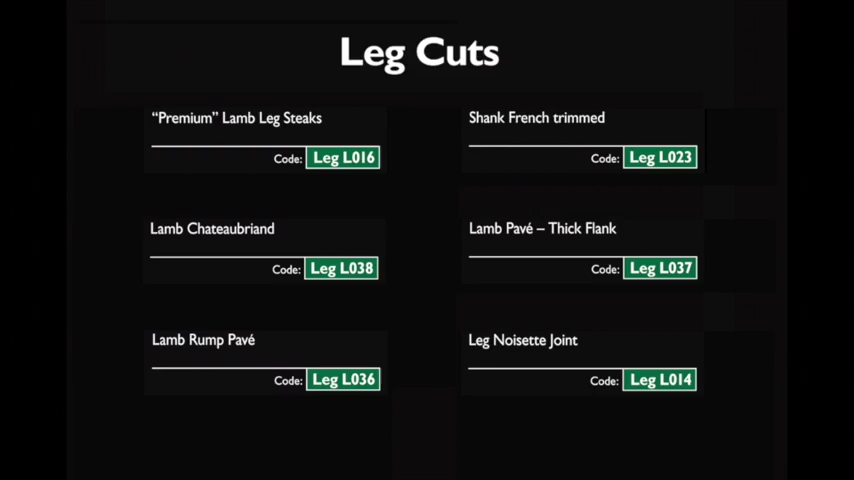 Leg Cuts
“Premium” Lamb Leg Steaks
Code: Leg L016
Shank French trimmed
Code: Leg L023
Lamb Chateaubriand
Code: Leg L038
Lamb Pavé – Thick Flank
Code: Leg L037
Lamb Rump Pavé
Code: Leg L036
Leg Noisette Joint
Code: Leg L014